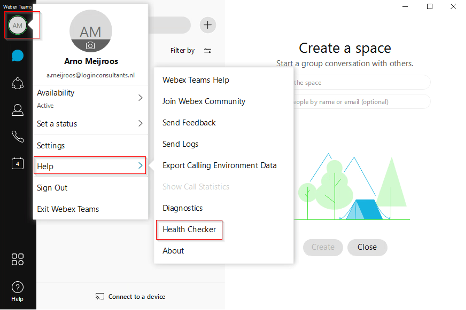 Webex Teams
AM
Filter by
AM
Arno Meijroos
a.meijroos@loginconsultants.nl
Availability
Active
Set a status
Settings
Help
Sign Out
Exit Webex Teams
Webex Teams Help
Join Webex Community
Send Feedback
Send Logs
Export Calling Environment Data
Show Call Statistics
Diagnostics
Health Checker
About
Create a space
Start a group conversation with others.
the space
eople by name or email (optional)
Create
Close
4
Help
Connect to a device